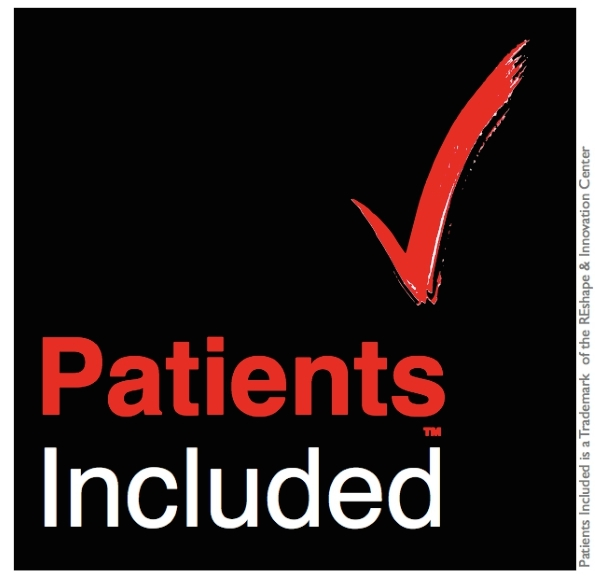 Patients
™
Included
Patients Included is a Trademark of the REshape & Innovation Center